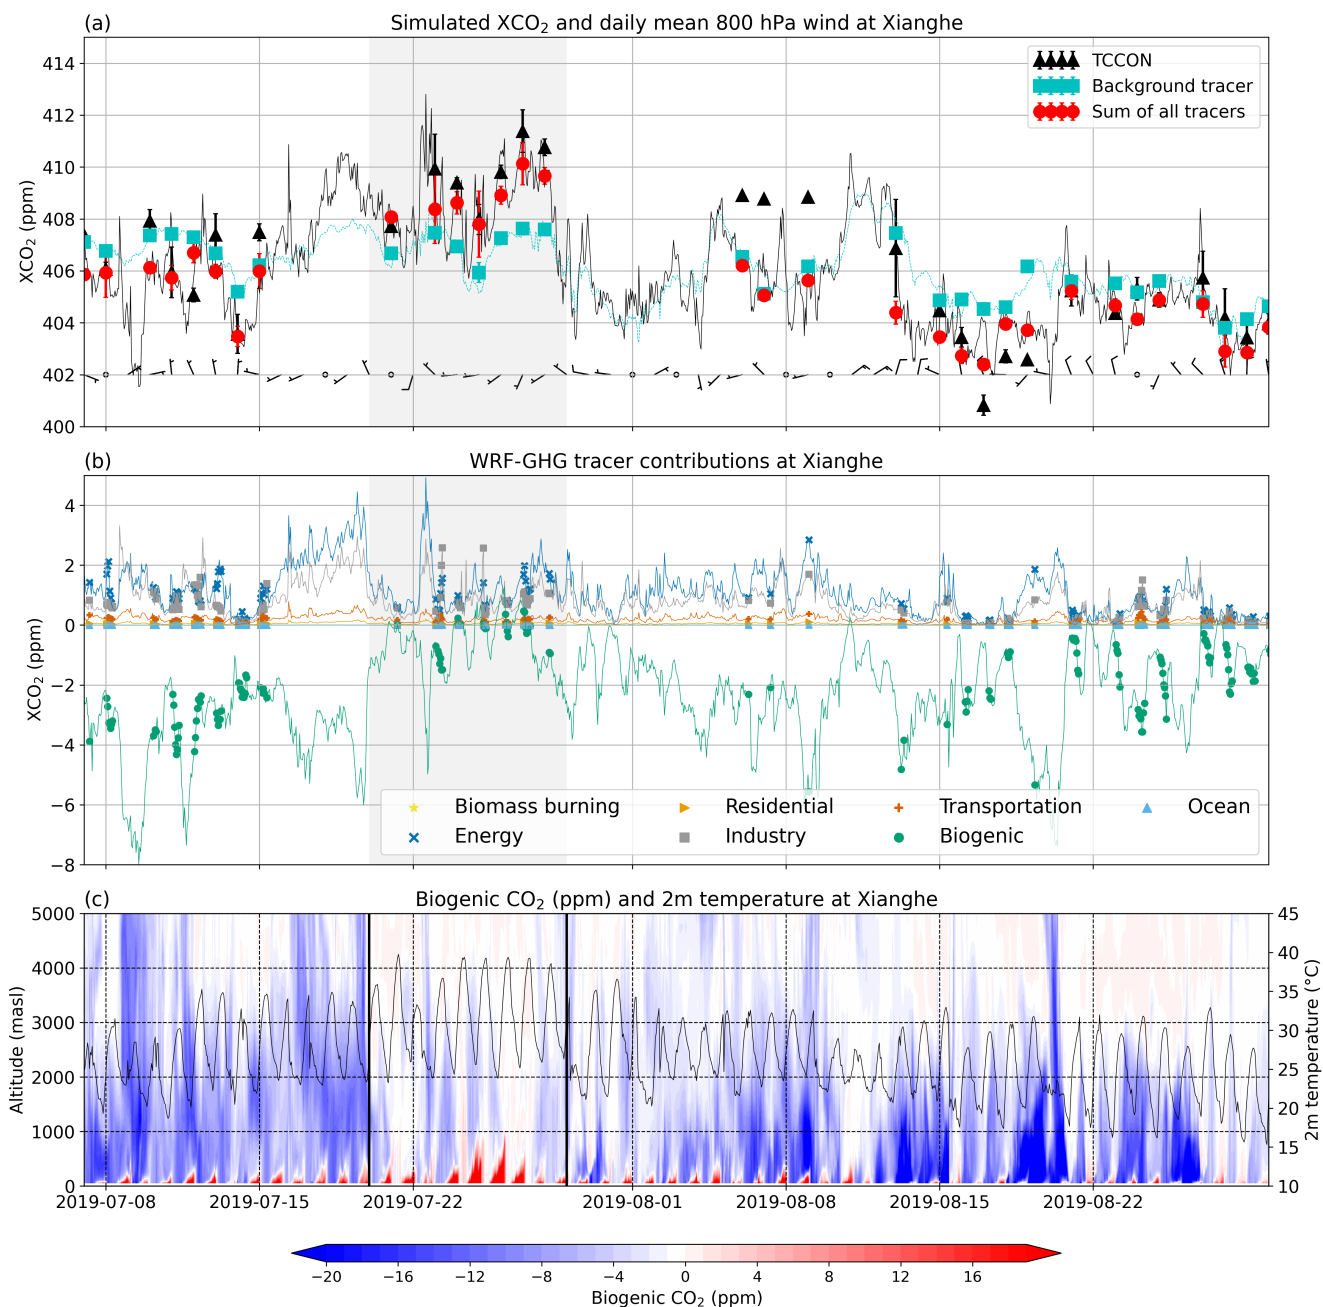 (a) Simulated XCO₂ and daily mean 800 hPa wind at Xianghe
XCO₂ (ppm)
414
412
410
408
406
404
402
400
TCCON
Background tracer
Sum of all tracers
(b) WRF-GHG tracer contributions at Xianghe
XCO₂ (ppm)
4
2
0
−2
−4
−6
−8
Biomass burning Residential Transportation Ocean
Energy Industry Biogenic
(c) Biogenic CO₂ (ppm) and 2m temperature at Xianghe
Altitude (masl)
5000
4000
3000
2000
1000
0
2m temperature (°C)
45
40
35
30
25
20
15
10
2019-07-08 2019-07-15 2019-07-22 2019-08-01 2019-08-08 2019-08-15 2019-08-22
−20 −16 −12 −8 −4 0 4 8 12 16
Biogenic CO₂ (ppm)